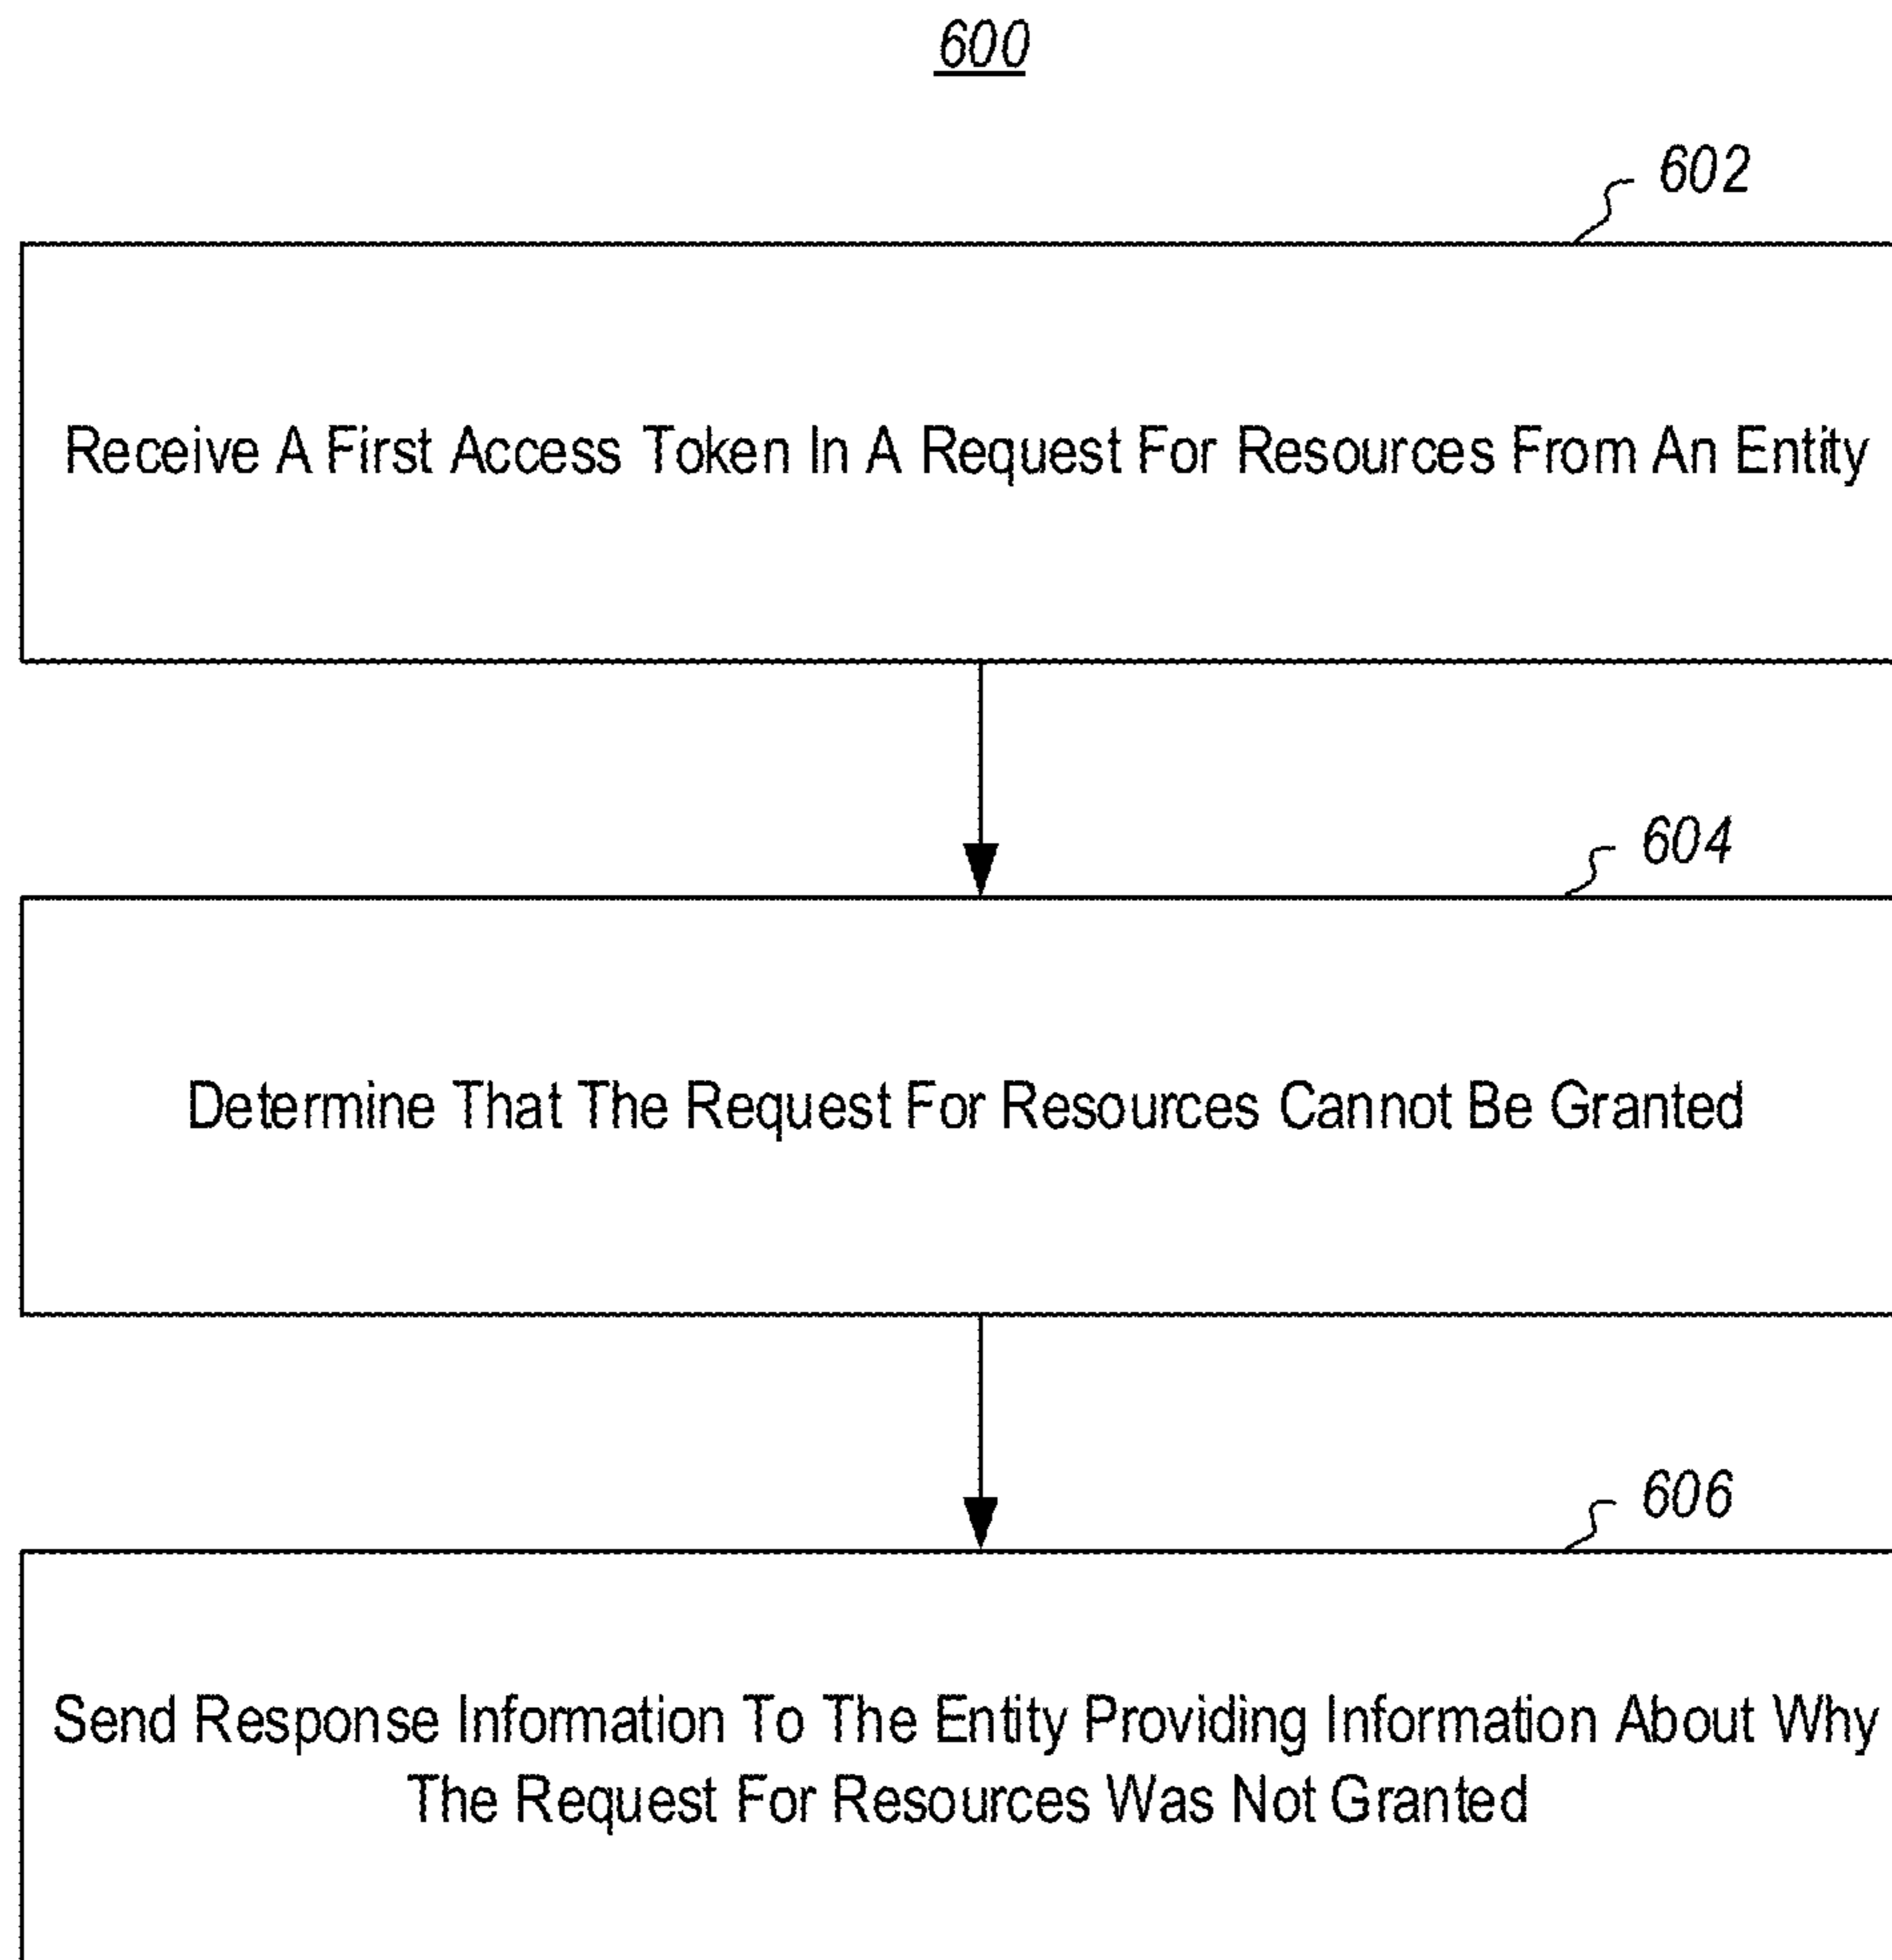 600
602
Receive A First Access Token In A Request For Resources From An Entity
604
Determine That The Request For Resources Cannot Be Granted
606
Send Response Information To The Entity Providing Information About Why
The Request For Resources Was Not Granted